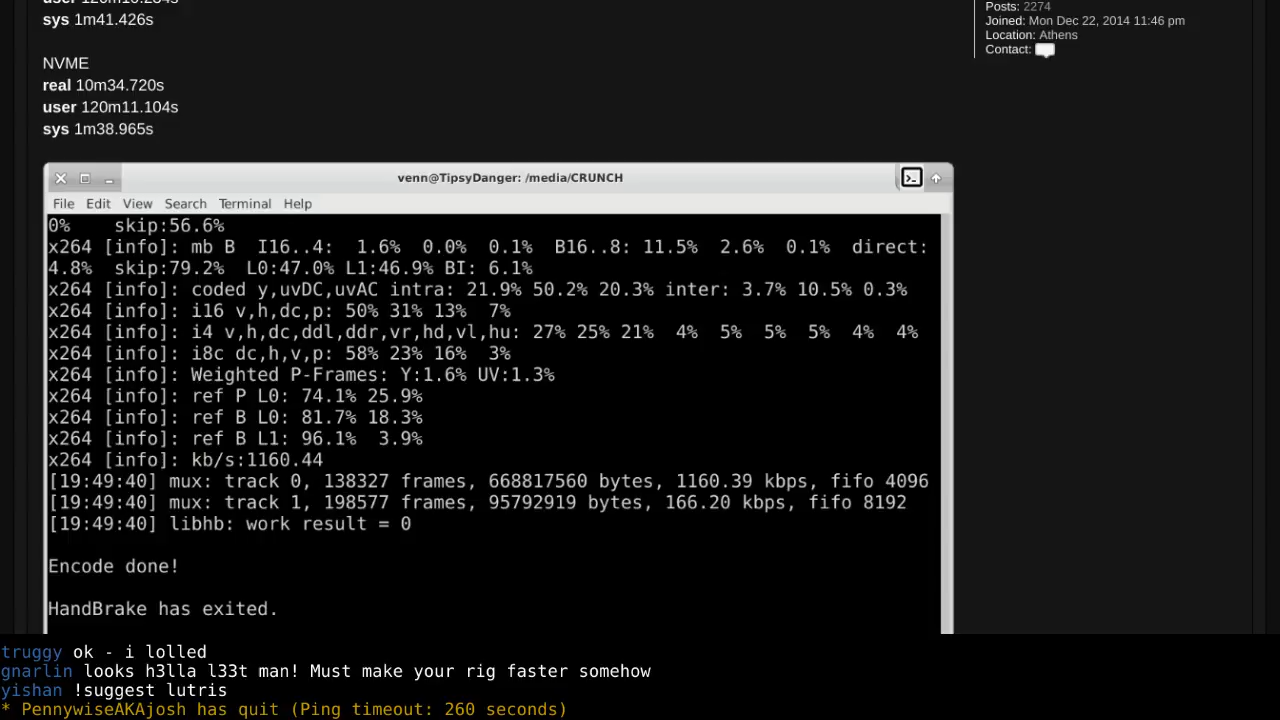 Posts: 2274
Joined: Mon Dec 22, 2014 11:46 pm
Location: Athens
Contact:
sys 1m41.426s
NVME
real 10m34.720s
user 120m11.104s
sys 1m38.965s
venn@TipsyDanger: /media/CRUNCH
File Edit View Search Terminal Help
0%    skip:56.6%
x264 [info]: mb B  I16..4:  1.6%  0.0%  0.1%  B16..8: 11.5%  2.6%  0.1%  direct:
4.8%  skip:79.2%  L0:47.0% L1:46.9% BI: 6.1%
x264 [info]: coded y,uvDC,uvAC intra: 21.9% 50.2% 20.3% inter: 3.7% 10.5% 0.3%
x264 [info]: i16 v,h,dc,p: 50% 31% 13%  7%
x264 [info]: i4 v,h,dc,ddl,ddr,vr,hd,vl,hu: 27% 25% 21%  4%  5%  5%  5%  4%  4%
x264 [info]: i8c dc,h,v,p: 58% 23% 16%  3%
x264 [info]: Weighted P-Frames: Y:1.6% UV:1.3%
x264 [info]: ref P L0: 74.1% 25.9%
x264 [info]: ref B L0: 81.7% 18.3%
x264 [info]: ref B L1: 96.1%  3.9%
x264 [info]: kb/s:1160.44
[19:49:40] mux: track 0, 138327 frames, 668817560 bytes, 1160.39 kbps, fifo 4096
[19:49:40] mux: track 1, 198577 frames, 95792919 bytes, 166.20 kbps, fifo 8192
[19:49:40] libhb: work result = 0
Encode done!
HandBrake has exited.
truggy ok - i lolled
gnarlin looks h3lla l33t man! Must make your rig faster somehow
yishan !suggest lutris
* PennywiseAKAjosh has quit (Ping timeout: 260 seconds)